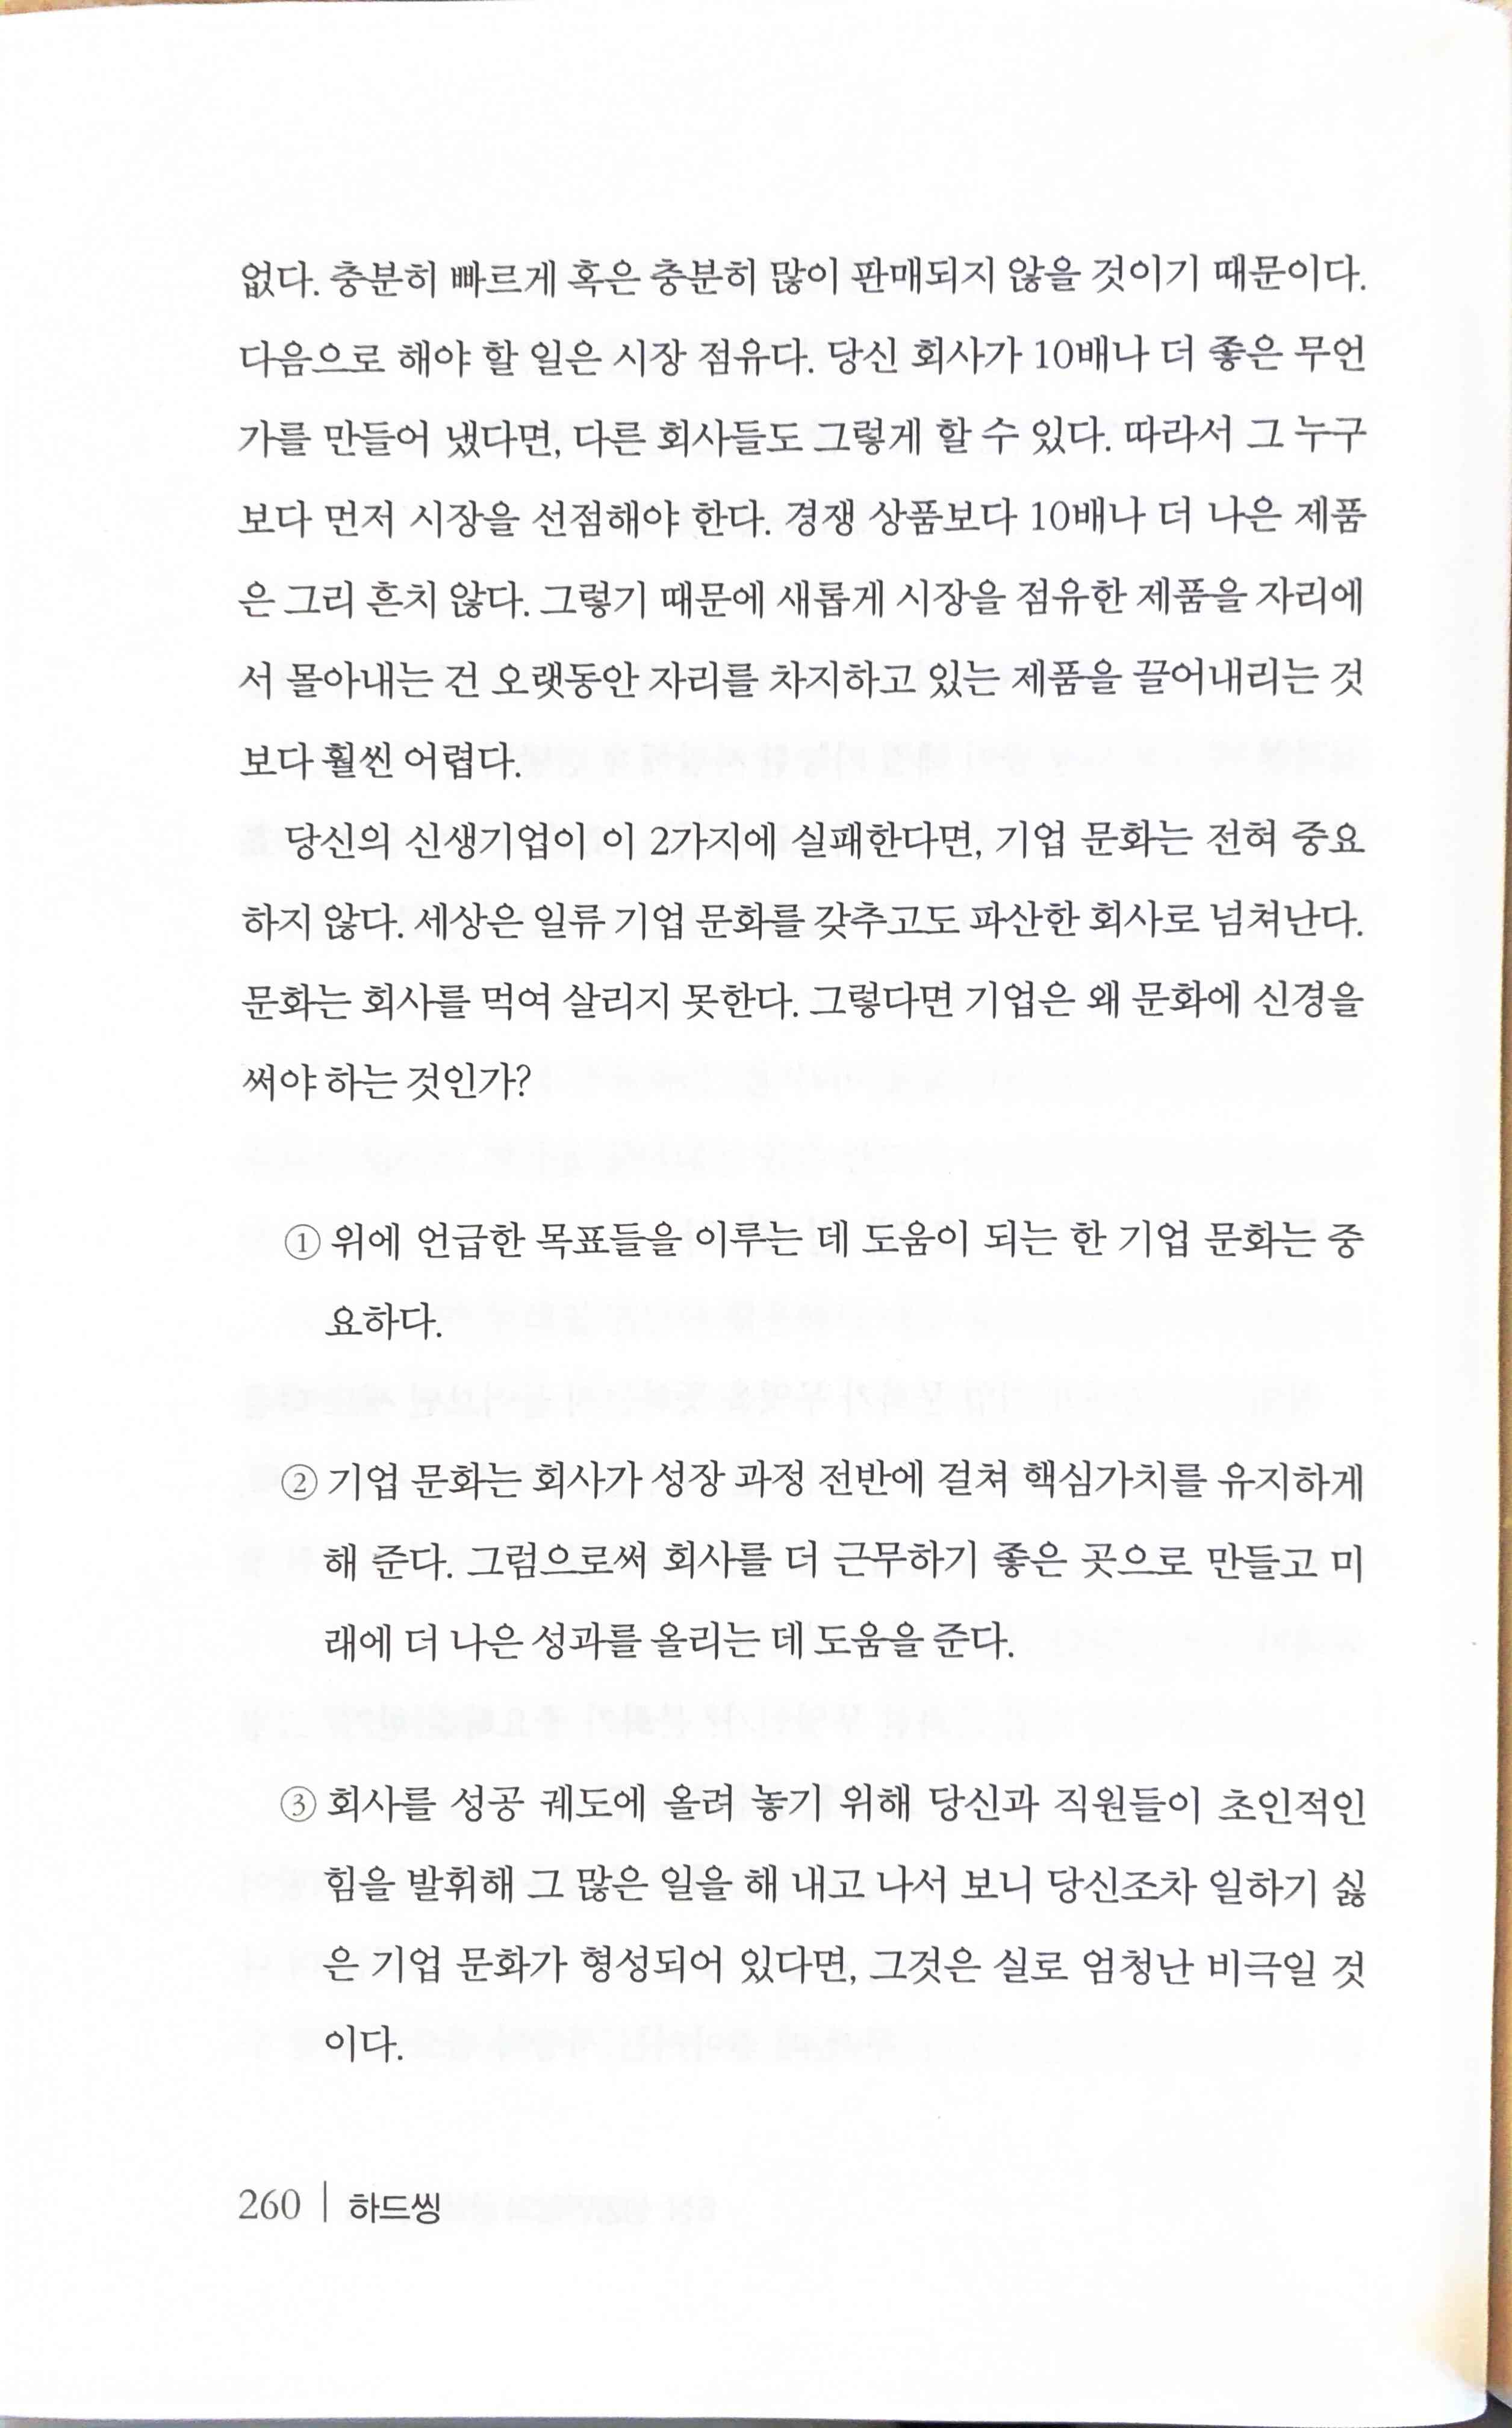 없다. 충분히 빠르게 혹은 충분히 많이 판매되지 않을 것이기 때문이다.
다음으로 해야 할 일은 시장 점유다. 당신 회사가 10배나 더 좋은 무언
가를 만들어 냈다면, 다른 회사들도 그렇게 할 수 있다. 따라서 그 누구
보다 먼저 시장을 선점해야 한다. 경쟁 상품보다 10배나 더 나은 제품
은 그리 흔치 않다. 그렇기 때문에 새롭게 시장을 점유한 제품을 자리에
서 몰아내는 건 오랫동안 자리를 차지하고 있는 제품을 끌어내리는 것
보다 훨씬 어렵다.
당신의 신생기업이 이 2가지에 실패한다면, 기업 문화는 전혀 중요
하지 않다. 세상은 일류 기업 문화를 갖추고도 파산한 회사로 넘쳐난다.
문화는 회사를 먹여 살리지 못한다. 그렇다면 기업은 왜 문화에 신경을
써야 하는 것인가?
① 위에 언급한 목표들을 이루는 데 도움이 되는 한 기업 문화는 중
요하다.
② 기업 문화는 회사가 성장 과정 전반에 걸쳐 핵심가치를 유지하게
해 준다. 그럼으로써 회사를 더 근무하기 좋은 곳으로 만들고 미
래에 더 나은 성과를 올리는 데 도움을 준다.
③ 회사를 성공 궤도에 올려 놓기 위해 당신과 직원들이 초인적인
힘을 발휘해 그 많은 일을 해 내고 나서 보니 당신조차 일하기 싫
은 기업 문화가 형성되어 있다면, 그것은 실로 엄청난 비극일 것
이다.
260 | 하드씽